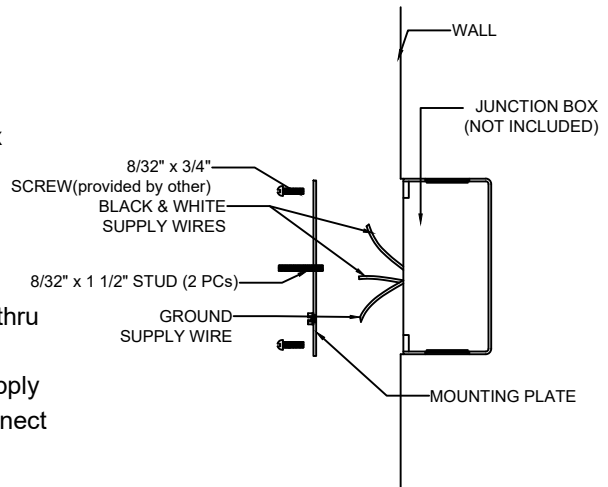 WALL
JUNCTION BOX
(NOT INCLUDED)
8/32" x 3/4"
SCREW(provided by other)
BLACK & WHITE
SUPPLY WIRES
8/32" x 1 1/2" STUD (2 PCs)
thru
GROUND
SUPPLY WIRE
pply
MOUNTING PLATE
nect